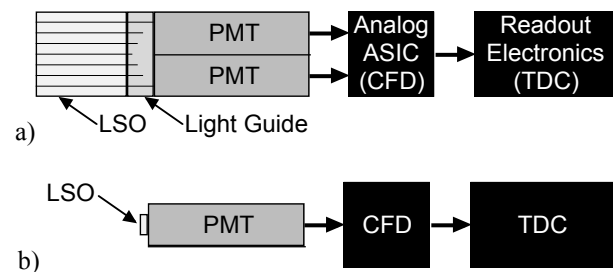 PMT
PMT
Analog
ASIC
(CFD)
Readout
Electronics
(TDC)
LSO
Light Guide
a)
LSO
PMT
CFD
TDC
b)